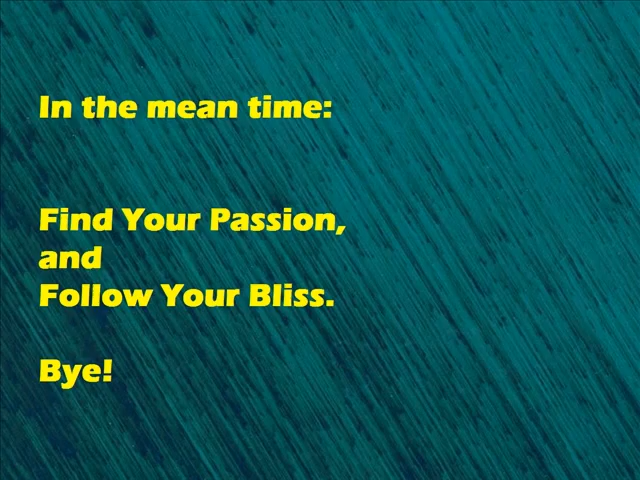 In the mean time:
Find Your Passion,
and
Follow Your Bliss.
Bye!